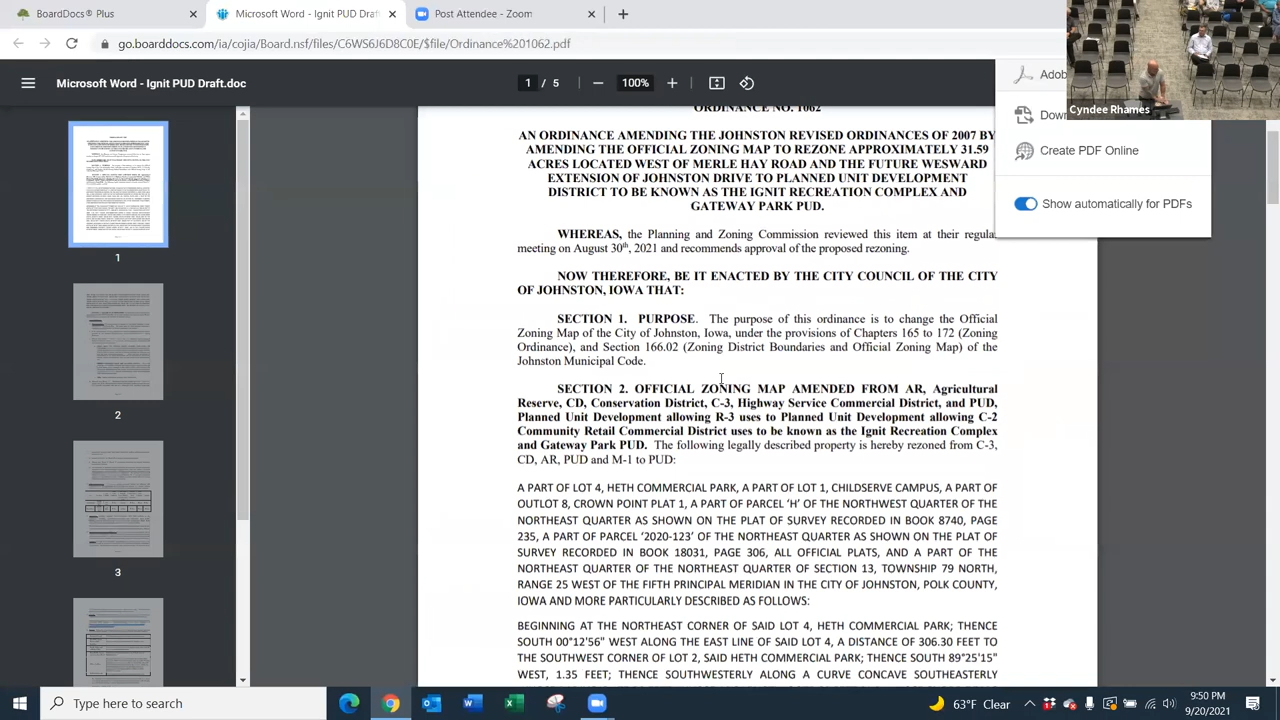 BoardDocs® Pl
Microsoft Word - Ignit PUD Draft
Post Attendee - Zoom
go.boarddocs.com/ia/cojia/Board.nsf/files/C6WS6J6D8C0E/$file/Ordinance%201062.pdf
Microsoft Word - Ignit PUD Draft.doc
1 / 5
100%
Adob
Down
Create PDF Online
Show automatically for PDFs
Cyndee Rhames
1
2
3
ORDINANCE NO. 1062
AN ORDINANCE AMENDING THE JOHNSTON REVISED ORDINANCES OF 2007 BY
AMENDING THE OFFICIAL ZONING MAP TO REZONE APPROXIMATELY 31.59
ACRES LOCATED WEST OF MERLE HAY ROAD AND THE FUTURE WESWARD
EXTENSION OF JOHNSTON DRIVE TO PLANNED UNIT DEVELOPMENT
DISTRICT TO BE KNOWN AS THE IGNIT RECREATION COMPLEX AND
GATEWAY PARK PUD.
WHEREAS, the Planning and Zoning Commission reviewed this item at their regular
meeting on August 30th, 2021 and recommends approval of the proposed rezoning.
NOW THEREFORE, BE IT ENACTED BY THE CITY COUNCIL OF THE CITY
OF JOHNSTON, IOWA THAT:
SECTION 1. PURPOSE. The purpose of this ordinance is to change the Official
Zoning Map of the City of Johnston, Iowa, under the provisions of Chapters 165 to 172 (Zoning
Ordinance), and Section 166.02 (Zoning District Boundaries and Official Zoning Map) of the
Johnston Municipal Code.
SECTION 2. OFFICIAL ZONING MAP AMENDED FROM AR, Agricultural
Reserve, CD, Conservation District, C-3, Highway Service Commercial District, and PUD,
Planned Unit Development allowing R-3 uses to Planned Unit Development allowing C-2
Community Retail Commercial District uses to be known as the Ignit Recreation Complex
and Gateway Park PUD. The following legally described property is hereby rezoned from C-3,
CD, AR, PUD and M-1 to PUD:
A PART OF LOT 4, HETH COMMERCIAL PARK, A PART OF LOT 1, CHILDSERVE CAMPUS, A PART OF
OUTLOT 8, CROWN POINT PLAT 1, A PART OF PARCEL ‘H’ OF THE NORTHWEST QUARTER OF THE
NORTHEAST QUARTER AS SHOWN ON THE PLAT OF SURVEY RECORDED IN BOOK 8740, PAGE
235, A PART OF PARCEL ‘2020-123’ OF THE NORTHEAST QUARTER AS SHOWN ON THE PLAT OF
SURVEY RECORDED IN BOOK 18031, PAGE 306, ALL OFFICIAL PLATS, AND A PART OF THE
NORTHEAST QUARTER OF THE NORTHEAST QUARTER OF SECTION 13, TOWNSHIP 79 NORTH,
RANGE 25 WEST OF THE FIFTH PRINCIPAL MERIDIAN IN THE CITY OF JOHNSTON, POLK COUNTY,
IOWA AND MORE PARTICULARLY DESCRIBED AS FOLLOWS:
BEGINNING AT THE NORTHEAST CORNER OF SAID LOT 4, HETH COMMERCIAL PARK; THENCE
SOUTH 00°12'56" WEST ALONG THE EAST LINE OF SAID LOT 4, A DISTANCE OF 306.30 FEET TO
THE SOUTHWEST CORNER OF LOT 2, SAID HETH COMMERCIAL PARK; THENCE SOUTH 89°25'15"
WEST, 1.35 FEET; THENCE SOUTHWESTERLY ALONG A CURVE CONCAVE SOUTHEASTERLY
Type here to search
63°F Clear
9:50 PM
9/20/2021